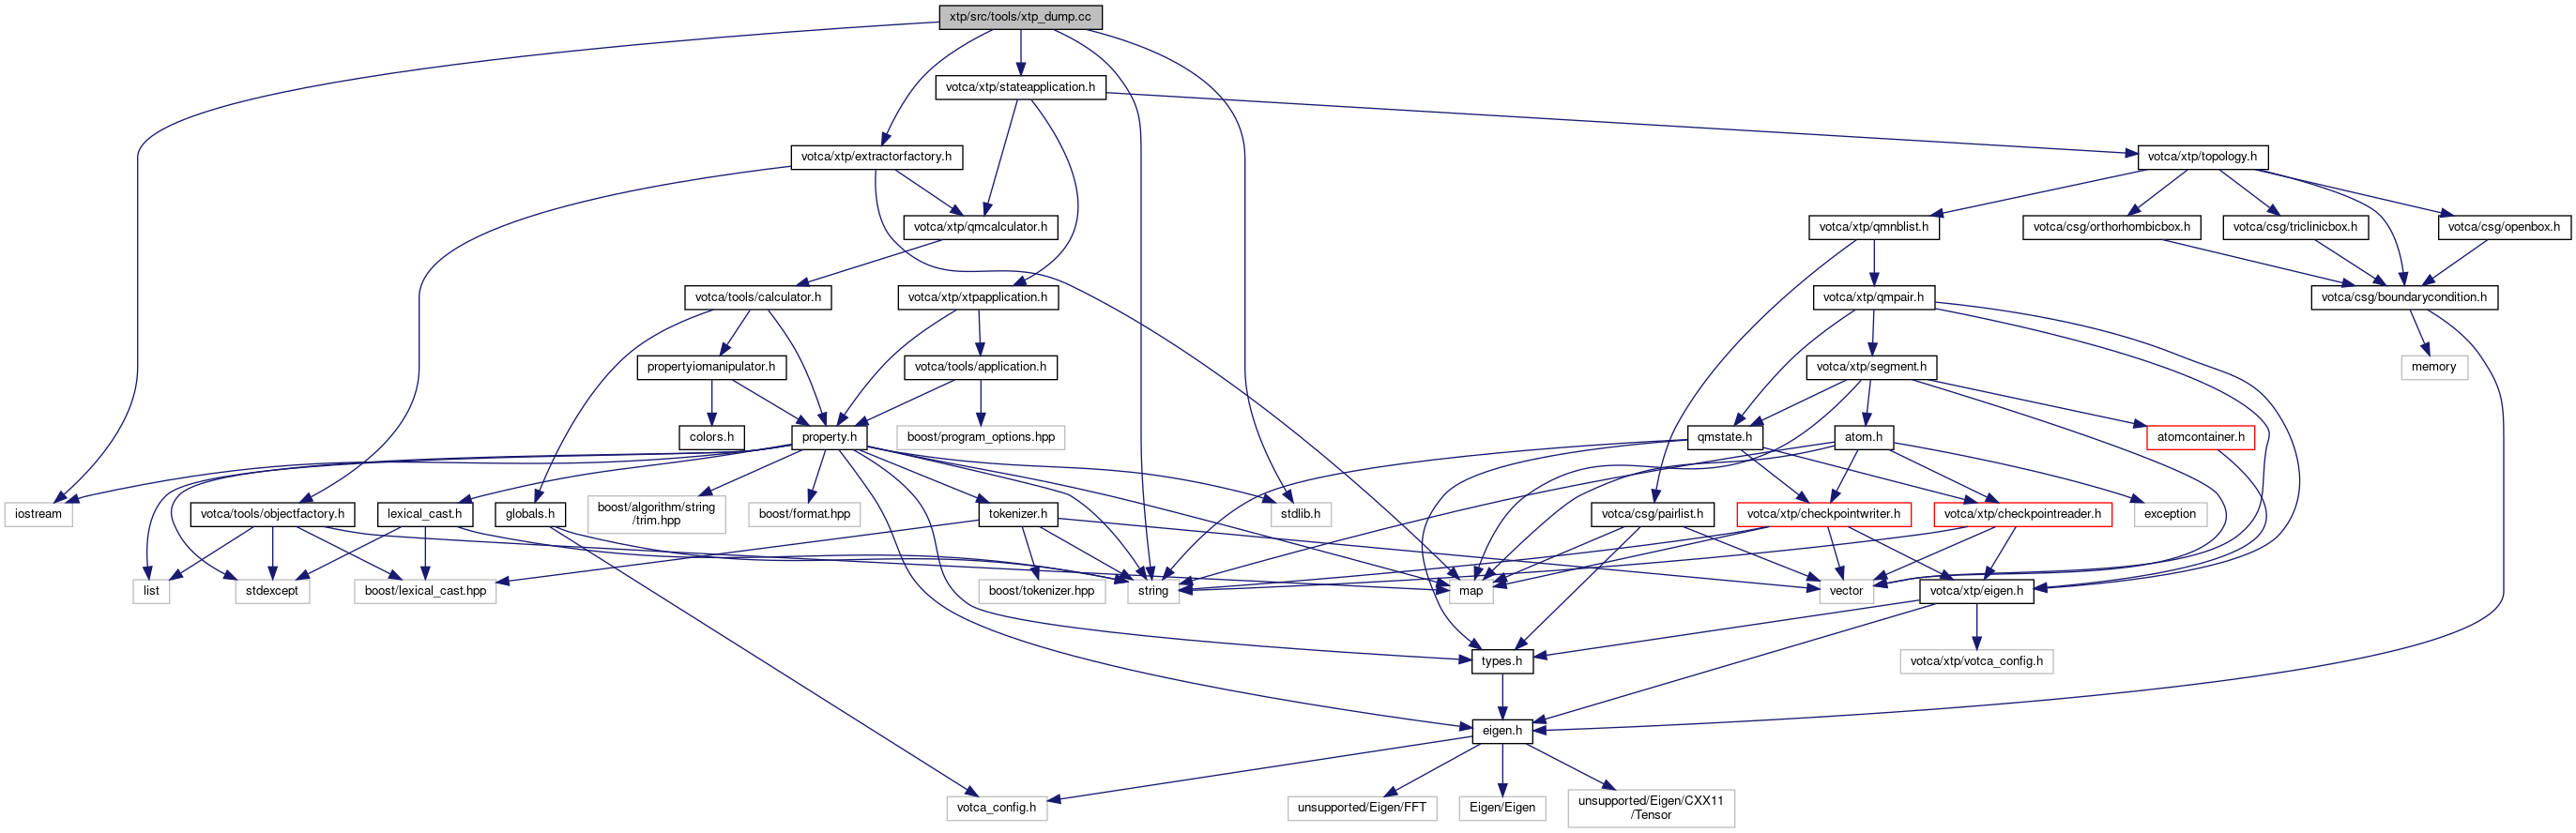 xtp/src/tools/xtp_dump.cc
votca/xtp/stateapplication.h
votca/xtp/extractorfactory.h
votca/xtp/topology.h
votca/xtp/qmcalculator.h
votca/xtp/qmnblist.h
votca/csg/orthorhombicbox.h
votca/csg/triclinicbox.h
votca/csg/openbox.h
votca/tools/calculator.h
votca/xtp/xtpapplication.h
votca/xtp/qmpair.h
votca/csg/boundarycondition.h
propertyiomanipulator.h
votca/tools/application.h
votca/xtp/segment.h
memory
colors.h
property.h
boost/program_options.hpp
qmstate.h
atom.h
atomcontainer.h
iostream
votca/tools/objectfactory.h
lexical_cast.h
globals.h
boost/algorithm/string
/trim.hpp
boost/format.hpp
tokenizer.h
stdlib.h
votca/csg/pairlist.h
votca/xtp/checkpointwriter.h
votca/xtp/checkpointreader.h
exception
list
stdexcept
boost/lexical_cast.hpp
boost/tokenizer.hpp
string
map
vector
votca/xtp/eigen.h
types.h
votca/xtp/votca_config.h
eigen.h
votca_config.h
unsupported/Eigen/FFT
Eigen/Eigen
unsupported/Eigen/CXX11
/Tensor